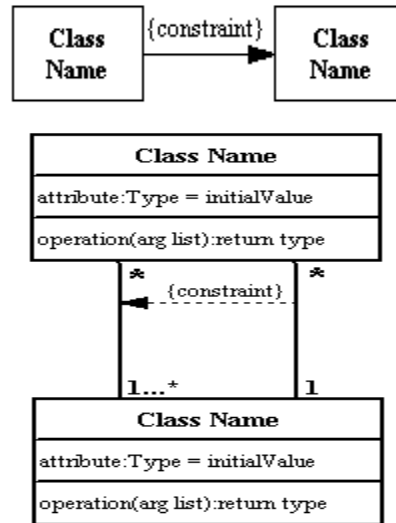 {constraint}
Class Name
Class Name
Class Name
attribute:Type = initialValue
operation(arg list):return type
* *
{constraint}
1...* 1
Class Name
attribute:Type = initialValue
operation(arg list):return type